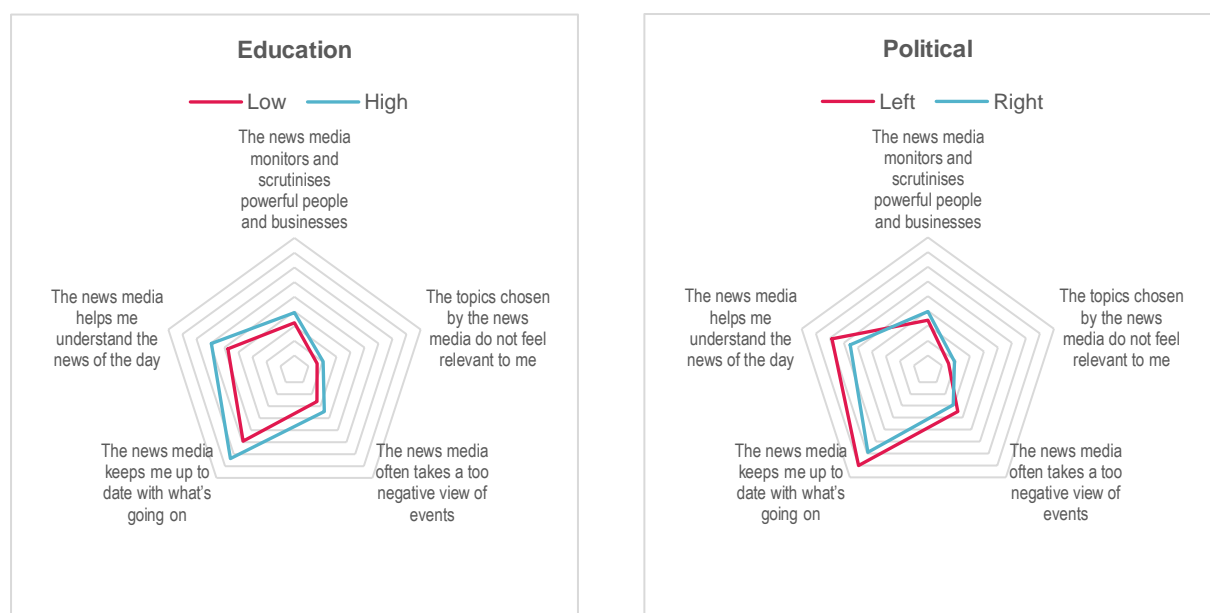 Education
Low
High
The news media
monitors and
scrutinises
powerful people
and businesses
The news media
helps me
understand the
news of the day
The topics chosen
by the news
media do not feel
relevant to me
The news media
keeps me up to
date with what's
going on
The news media
often takes a too
negative view of
events
Political
Left
Right
The news media
monitors and
scrutinises
powerful people
and businesses
The news media
helps me
understand the
news of the day
The topics chosen
by the news
media do not feel
relevant to me
The news media
keeps me up to
date with what's
going on
The news media
often takes a too
negative view of
events